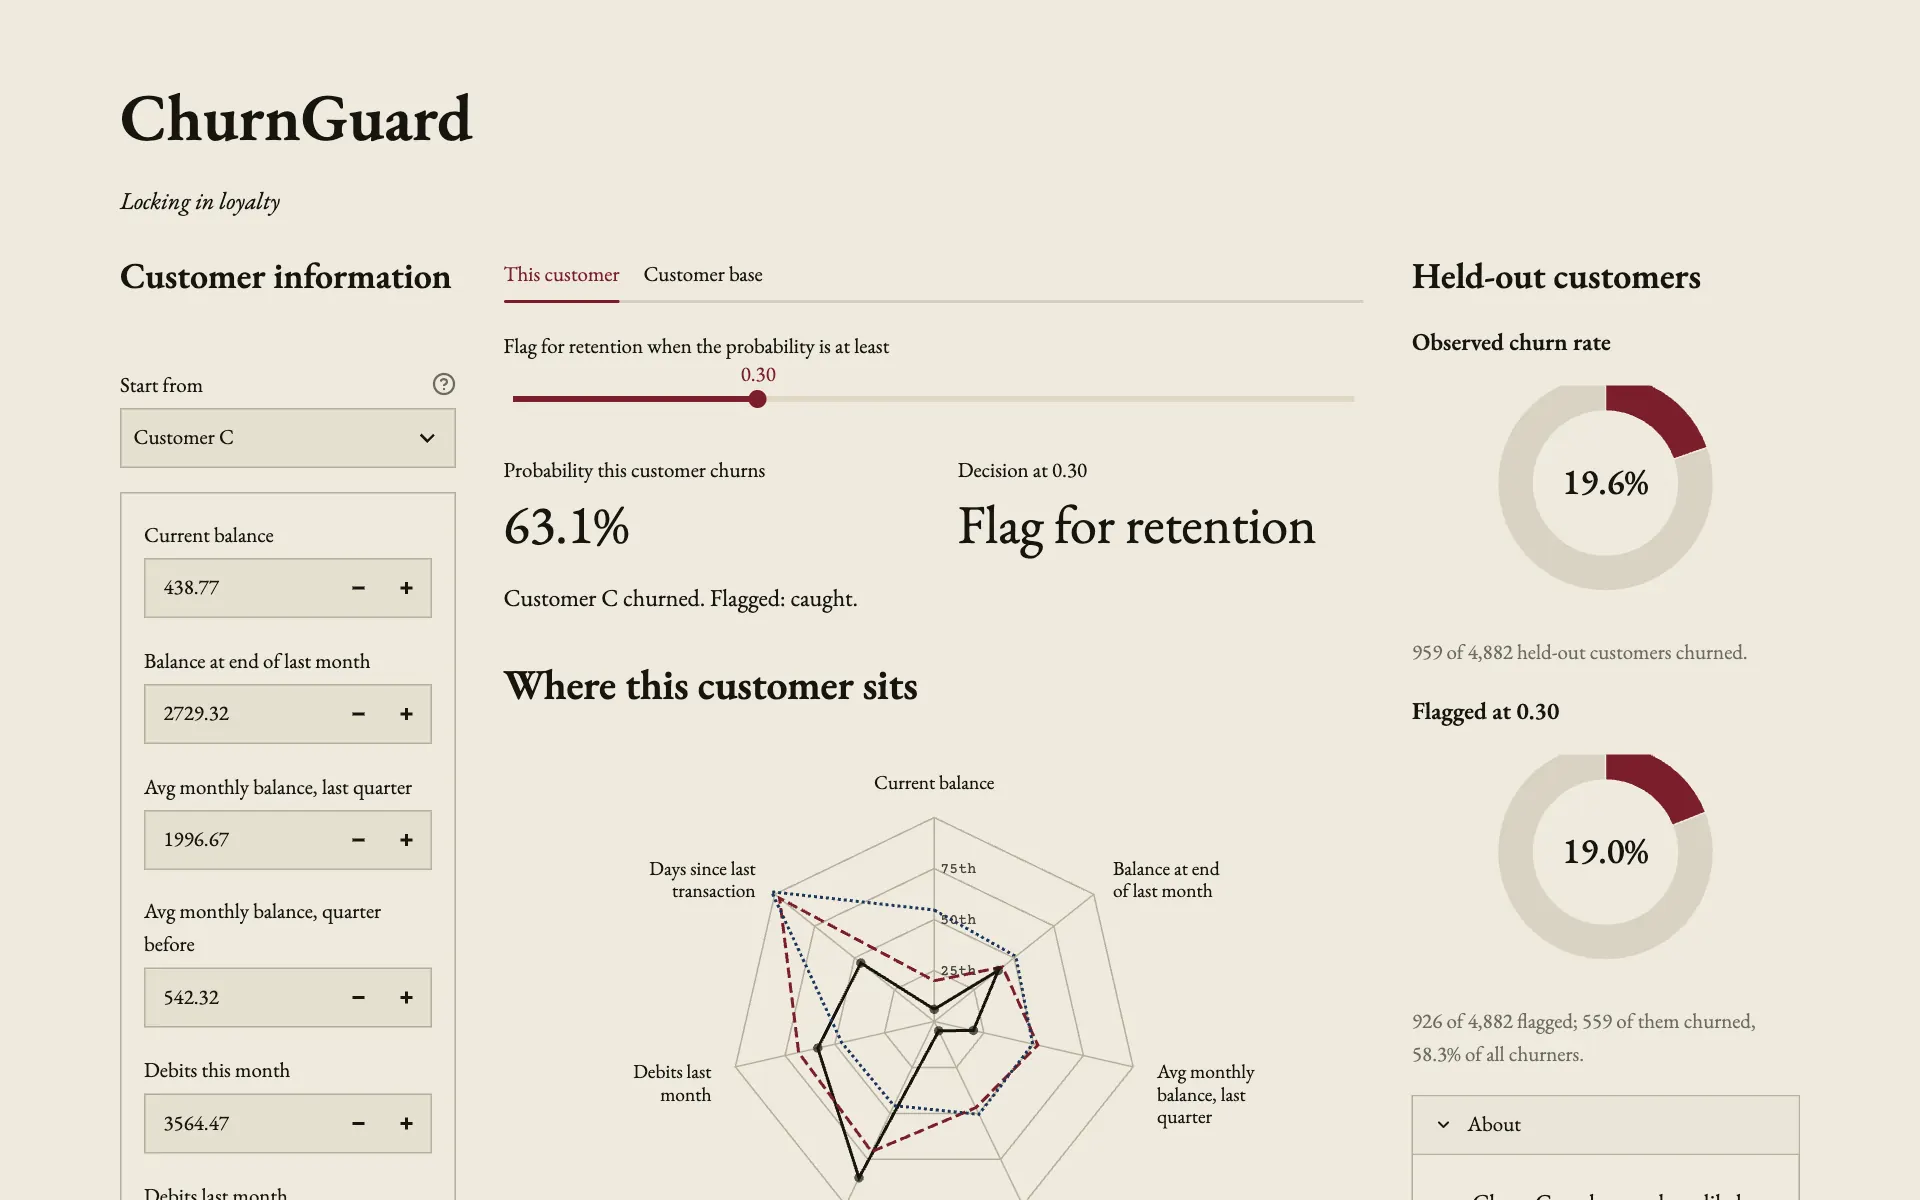 ChurnGuard
Locking in loyalty
Customer information
Start from
Customer C
Current balance
438.77
Balance at end of last month
2729.32
Avg monthly balance, last quarter
1996.67
Avg monthly balance, quarter
before
542.32
Debits this month
3564.47
Debits last month
This customer
Customer base
Flag for retention when the probability is at least
0.30
Probability this customer churns
63.1%
Decision at 0.30
Flag for retention
Customer C churned. Flagged: caught.
Where this customer sits
Current balance
Days since last
transaction
75th
Balance at end
of last month
50th
25th
Debits last
month
Avg monthly
balance, last
quarter
Held-out customers
Observed churn rate
19.6%
959 of 4,882 held-out customers churned.
Flagged at 0.30
19.0%
926 of 4,882 flagged; 559 of them churned,
58.3% of all churners.
About